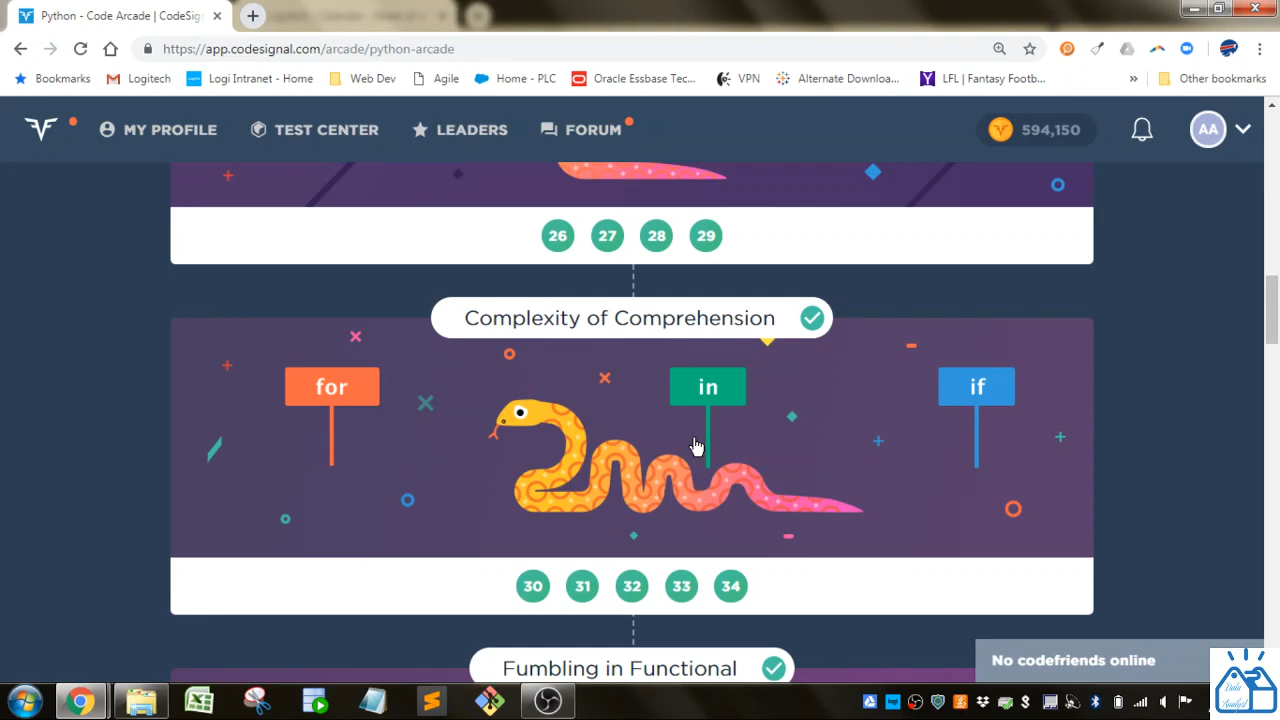 Python - Code Arcade | CodeSig
https://app.codesignal.com/arcade/python-arcade
Bookmarks
Logitech
Logi Intranet - Home
Web Dev
Agile
Home - PLC
Oracle Essbase Tec...
VPN
Alternate Downloa...
LFL | Fantasy Footb...
»
Other bookmarks
MY PROFILE
TEST CENTER
LEADERS
FORUM
594,150
AA
26 27 28 29
Complexity of Comprehension
for
in
if
30 31 32 33 34
Fumbling in Functional
No codefriends online
Data
Analyst